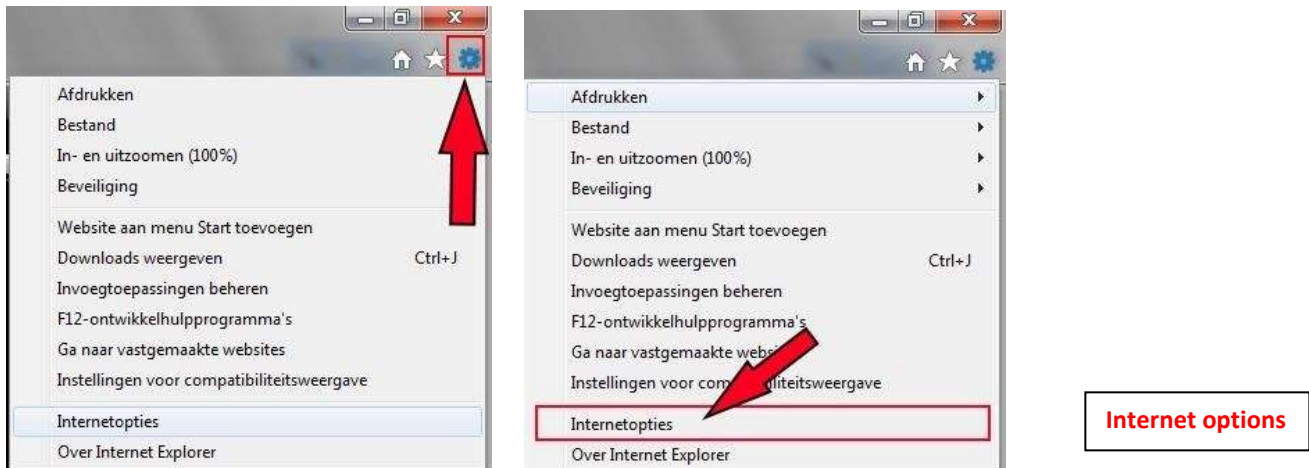 Afdrukken
Bestand
In- en uitzoomen (100%)
Beveiliging
Website aan menu Start toevoegen
Downloads weergeven Ctrl+J
Invoegtoepassingen beheren
F12-ontwikkelhulpprogramma's
Ga naar vastgemaakte websites
Instellingen voor compatibiliteitsweergave
Internetopties
Over Internet Explorer
Afdrukken
Bestand
In- en uitzoomen (100%)
Beveiliging
Website aan menu Start toevoegen
Downloads weergeven Ctrl+J
Invoegtoepassingen beheren
F12-ontwikkelhulpprogramma's
Ga naar vastgemaakte
Instellingen voor
Internetopties
Over Internet Explorer
Internet options